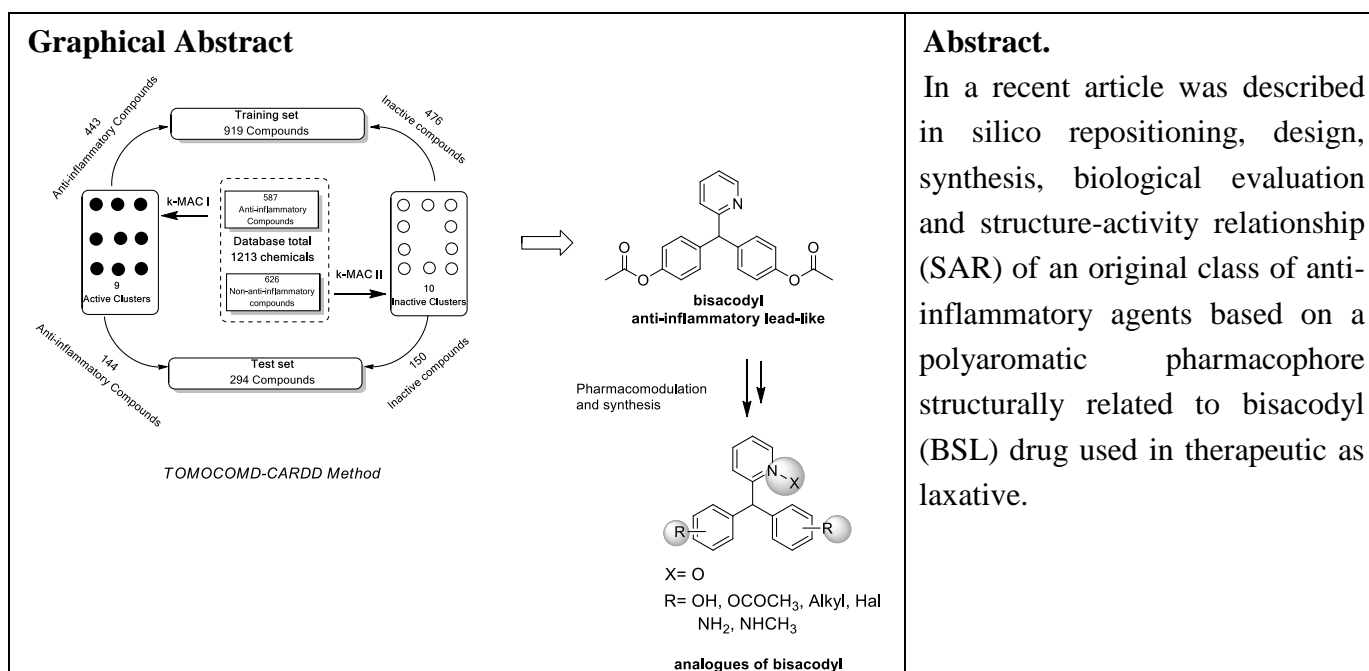 Graphical Abstract
Training set
919 Compounds
443
Anti-inflammatory Compounds
476
Inactive compounds
k-MAC I
587
Anti-inflammatory
Compounds
Database total
1213 chemicals
626
Non-anti-inflammatory
compounds
k-MAC II
9
Active Clusters
10
Inactive Clusters
144
Anti-inflammatory Compounds
150
Inactive compounds
Test set
294 Compounds
TOMOCOMD-CARDD Method
N
O
O
O
O
bisacodyl
anti-inflammatory lead-like
Pharmacomodulation
and synthesis
N
X
R
R
X= O
R= OH, OCOCH₃, Alkyl, Hal
NH₂, NHCH₃
analogues of bisacodyl
Abstract.
In a recent article was described
in silico repositioning, design,
synthesis, biological evaluation
and structure-activity relationship
(SAR) of an original class of anti-
inflammatory agents based on a
polyaromatic pharmacophore
structurally related to bisacodyl
(BSL) drug used in therapeutic as
laxative.